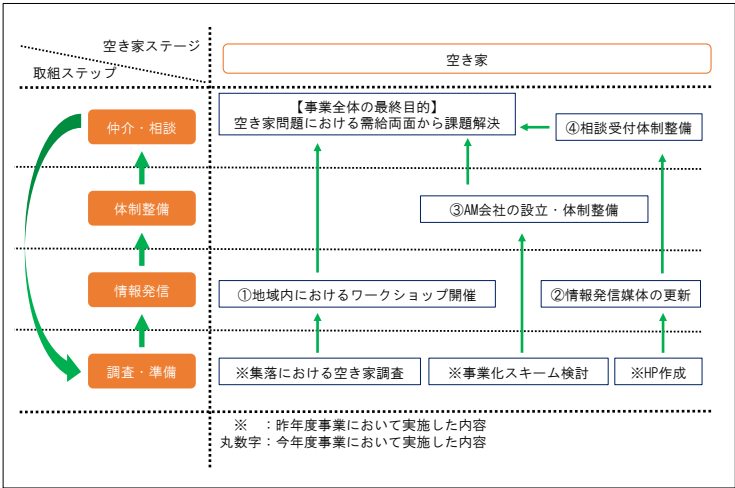 空き家ステージ
取組ステップ
空き家
仲介・相談
【事業全体の最終目的】
空き家問題における需給両面から課題解決
④相談受付体制整備
体制整備
③AM会社の設立・体制整備
情報発信
①地域内におけるワークショップ開催
②情報発信媒体の更新
調査・準備
※集落における空き家調査
※事業化スキーム検討
※HP作成
※　：昨年度事業において実施した内容
丸数字：今年度事業において実施した内容